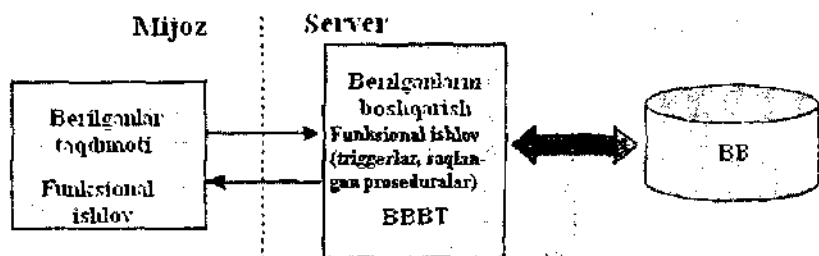 Mijoz
Server
Berilganlar
taqdimoti
Funksional
ishlov
Berilganlarni
boshqarish
Funksional ishlov
(triggerlar, saqlan-
gan proseduralar)
BBBT
BB